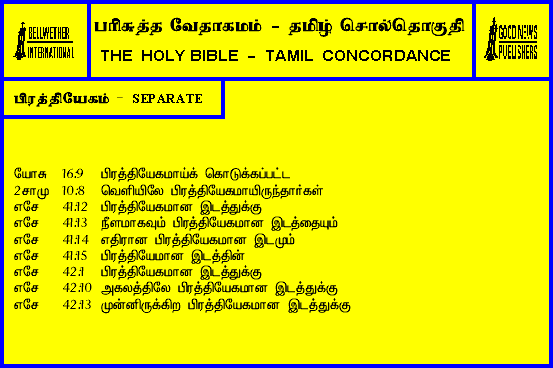 BELLWETHER INTERNATIONAL
பரிசுத்த வேதாகமம் - தமிழ் சொல்தொகுதி
THE HOLY BIBLE - TAMIL CONCORDANCE
GOOD NEWS PUBLISHERS
பிரத்தியேகம் - SEPARATE
யோசு 16:9 பிரத்தியேகமாய்க் கொடுக்கப்பட்ட
2சாமு 10:8 வெளியிலே பிரத்தியேகமாயிருந்தார்கள்
எசே 41:12 பிரத்தியேகமான இடத்துக்கு
எசே 41:13 நீளமாகவும் பிரத்தியேகமான இடத்தையும்
எசே 41:14 எதிரான பிரத்தியேகமான இடமும்
எசே 41:15 பிரத்தியேமான இடத்தின்
எசே 42:1 பிரத்தியேகமான இடத்துக்கு
எசே 42:10 அகலத்திலே பிரத்தியேகமான இடத்துக்கு
எசே 42:13 முன்னிருக்கிற பிரத்தியேகமான இடத்துக்கு